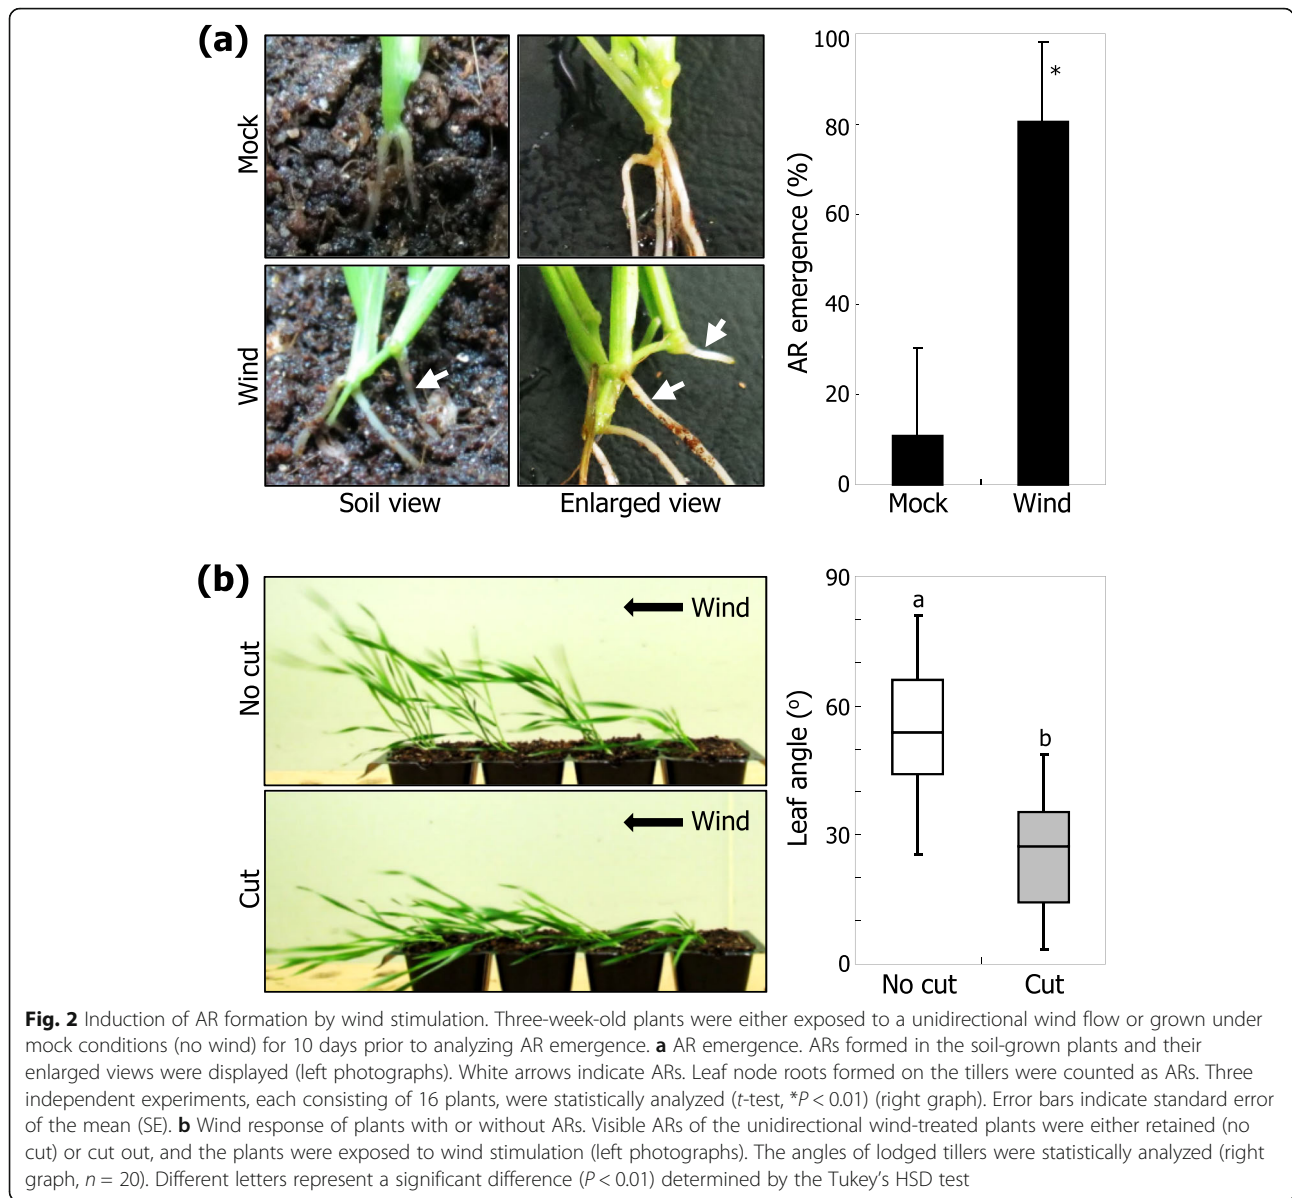 (a)
Mock
Wind
Soil view
Enlarged view
AR emergence (%)
100
80
60
40
20
0
*
Mock
Wind
(b)
No cut
Wind
Cut
Wind
Leaf angle (º)
90
60
30
0
a
b
No cut
Cut
Fig. 2 Induction of AR formation by wind stimulation. Three-week-old plants were either exposed to a unidirectional wind flow or grown under
mock conditions (no wind) for 10 days prior to analyzing AR emergence. a AR emergence. ARs formed in the soil-grown plants and their
enlarged views were displayed (left photographs). White arrows indicate ARs. Leaf node roots formed on the tillers were counted as ARs. Three
independent experiments, each consisting of 16 plants, were statistically analyzed (t-test, *P < 0.01) (right graph). Error bars indicate standard error
of the mean (SE). b Wind response of plants with or without ARs. Visible ARs of the unidirectional wind-treated plants were either retained (no
cut) or cut out, and the plants were exposed to wind stimulation (left photographs). The angles of lodged tillers were statistically analyzed (right
graph, n = 20). Different letters represent a significant difference (P < 0.01) determined by the Tukey’s HSD test